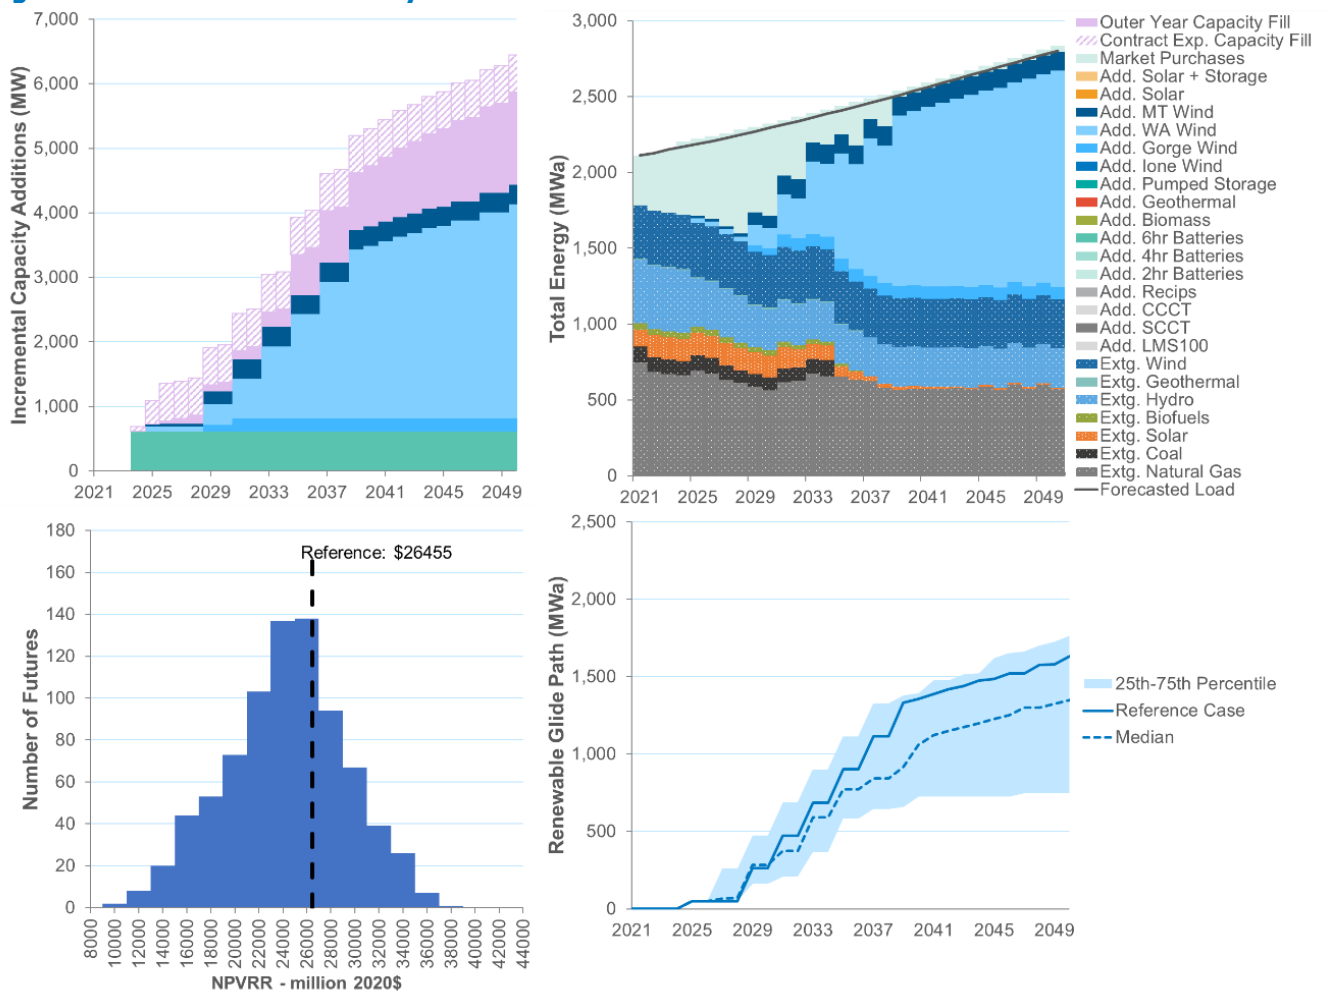 7,000
6,000
5,000
4,000
3,000
2,000
1,000
0
Incremental Capacity Additions (MW)
2021 2025 2029 2033 2037 2041 2045 2049
3,000
2,500
2,000
1,500
1,000
500
0
Total Energy (MWa)
2021 2025 2029 2033 2037 2041 2045 2049
Outer Year Capacity Fill
Contract Exp. Capacity Fill
Market Purchases
Add. Solar + Storage
Add. Solar
Add. MT Wind
Add. WA Wind
Add. Gorge Wind
Add. Ione Wind
Add. Pumped Storage
Add. Geothermal
Add. Biomass
Add. 6hr Batteries
Add. 4hr Batteries
Add. 2hr Batteries
Add. Recips
Add. CCCT
Add. SCCT
Add. LMS100
Extg. Wind
Extg. Geothermal
Extg. Hydro
Extg. Biofuels
Extg. Solar
Extg. Coal
Extg. Natural Gas
Forecasted Load
180
160
140
120
100
80
60
40
20
0
Number of Futures
Reference: $26455
8000 10000 12000 14000 16000 18000 20000 22000 24000 26000 28000 30000 32000 34000 36000 38000 40000 42000 44000
NPVRR - million 2020$
2,500
2,000
1,500
1,000
500
0
Renewable Glide Path (MWa)
2021 2025 2029 2033 2037 2041 2045 2049
25th-75th Percentile
Reference Case
Median